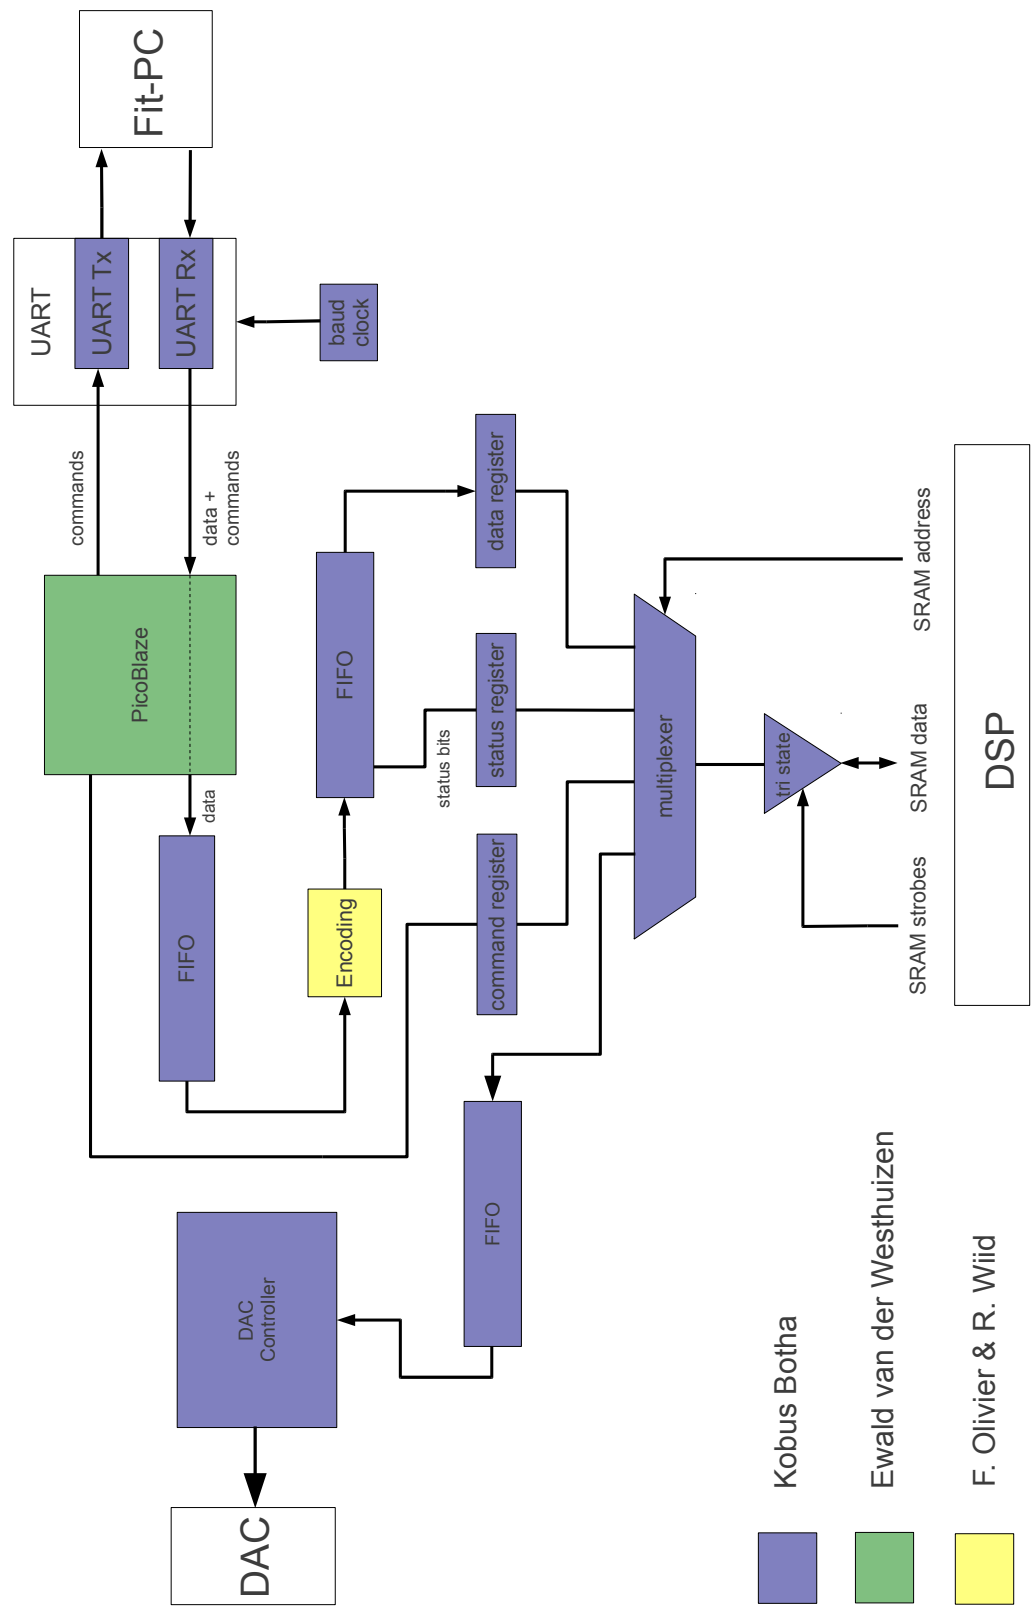 Fit-PC
UART
UART Tx
UART Rx
baud
clock
commands
data +
commands
PicoBlaze
data
FIFO
Encoding
FIFO
status bits
data register
status register
command register
multiplexer
tri state
SRAM address
SRAM data
SRAM strobes
DSP
FIFO
DAC
Controller
DAC
Kobus Botha
Ewald van der Westhuizen
F. Olivier & R. Wiid